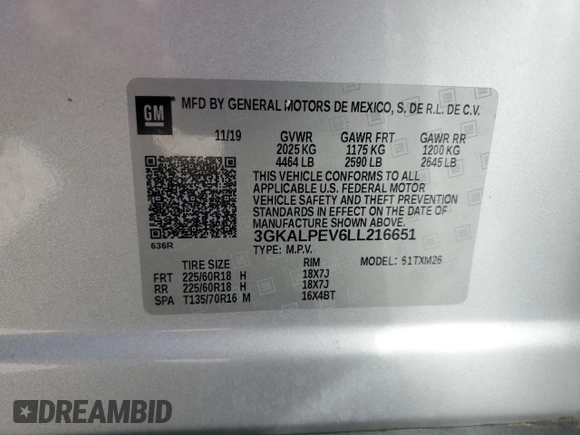 GM
MFD BY GENERAL MOTORS DE MEXICO, S. DE R.L. DE C.V.
11/19 GVWR GAWR FRT GAWR RR
2025 KG 1175 KG 1200 KG
4464 LB 2590 LB 2645 LB
THIS VEHICLE CONFORMS TO ALL
APPLICABLE U.S. FEDERAL MOTOR
VEHICLE SAFETY AND THEFT PREVENTION
STANDARDS IN EFFECT ON THE DATE OF
MANUFACTURE SHOWN ABOVE.
3GKALPEV6LL216651
636R
TYPE: M.P.V. MODEL: 61TXM26
TIRE SIZE RIM
FRT 225/60R18 H 18X7J
RR 225/60R18 H 18X7J
SPA T135/70R16 M 16X4BT
DREAMBID